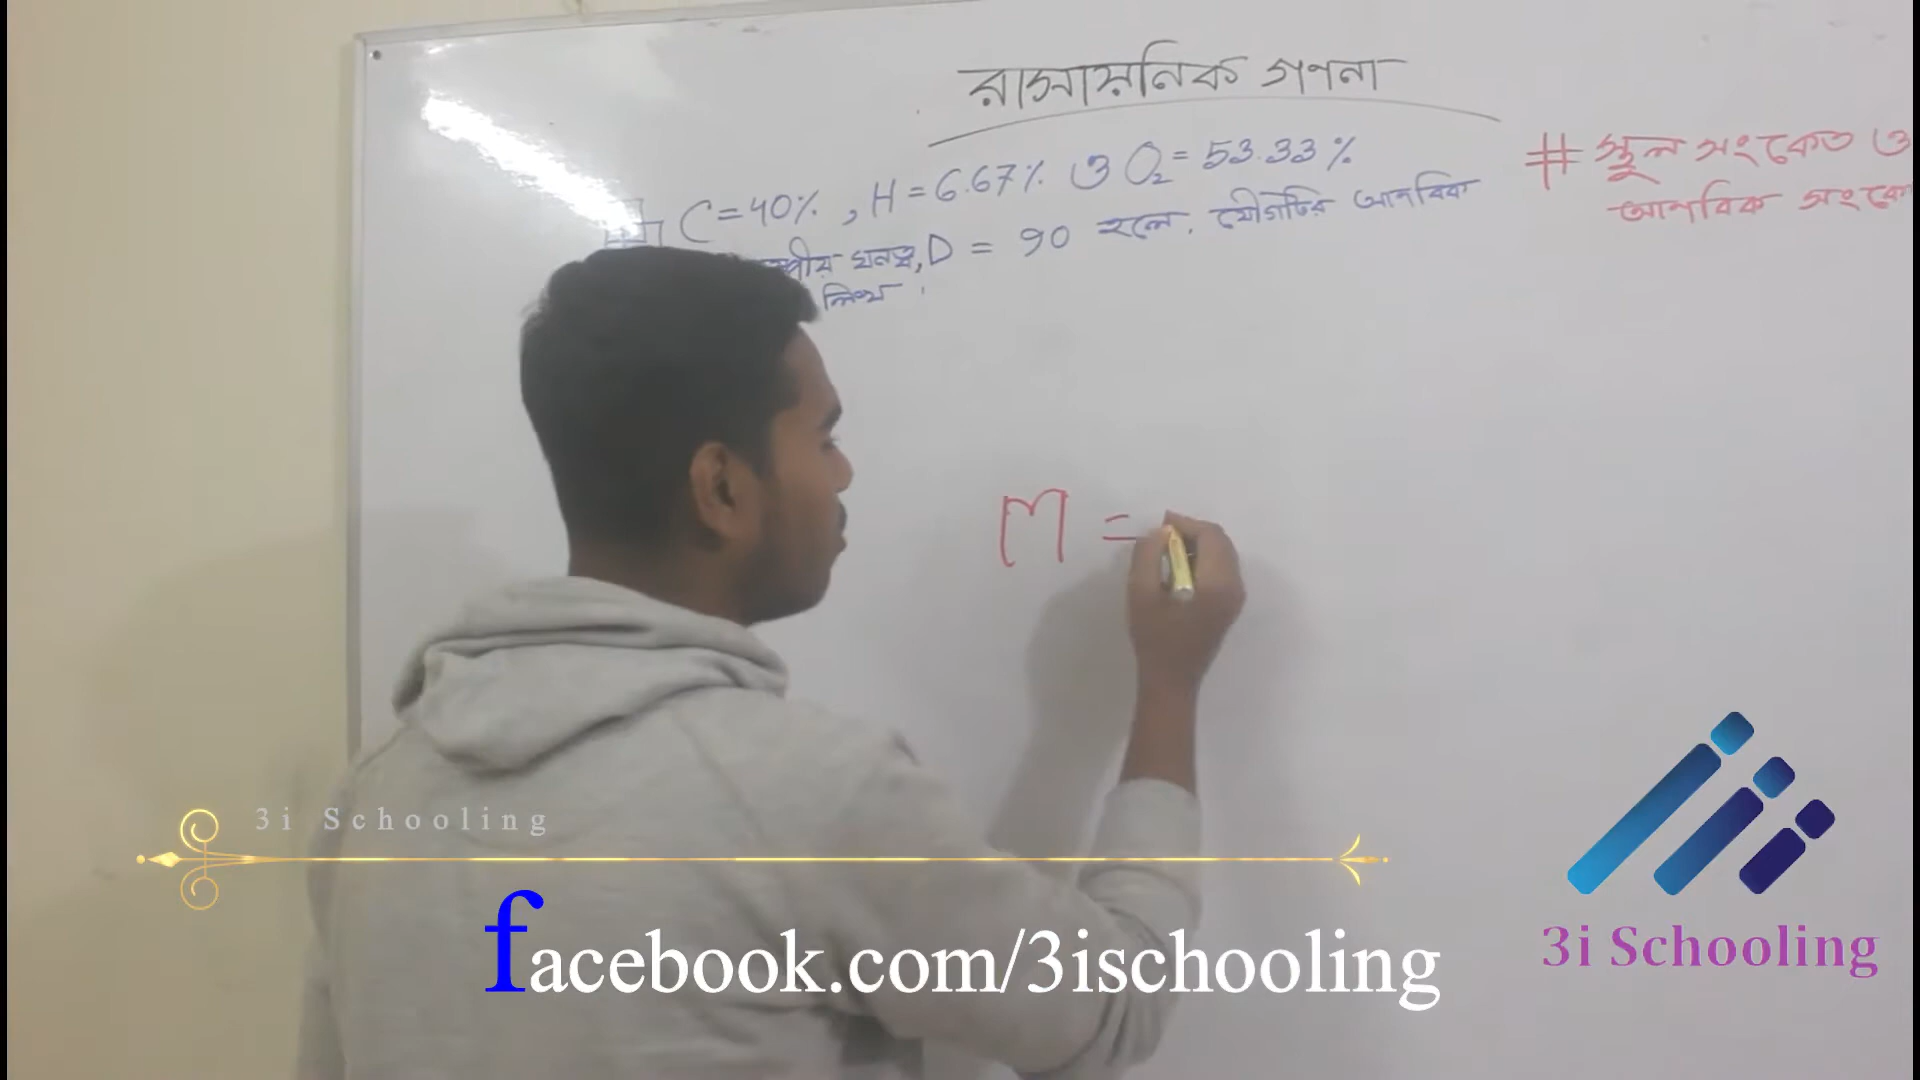 রাসায়নিক গণনা
C = 40% , H = 6.67% ও O₂ = 53.33%
ঘনত্ব, D = 90 হলে, যৌগটির আণবিক
লিখ।
# স্থূল সংকেত ও
আণবিক
M =
3i Schooling
facebook.com/3ischooling
3i Schooling